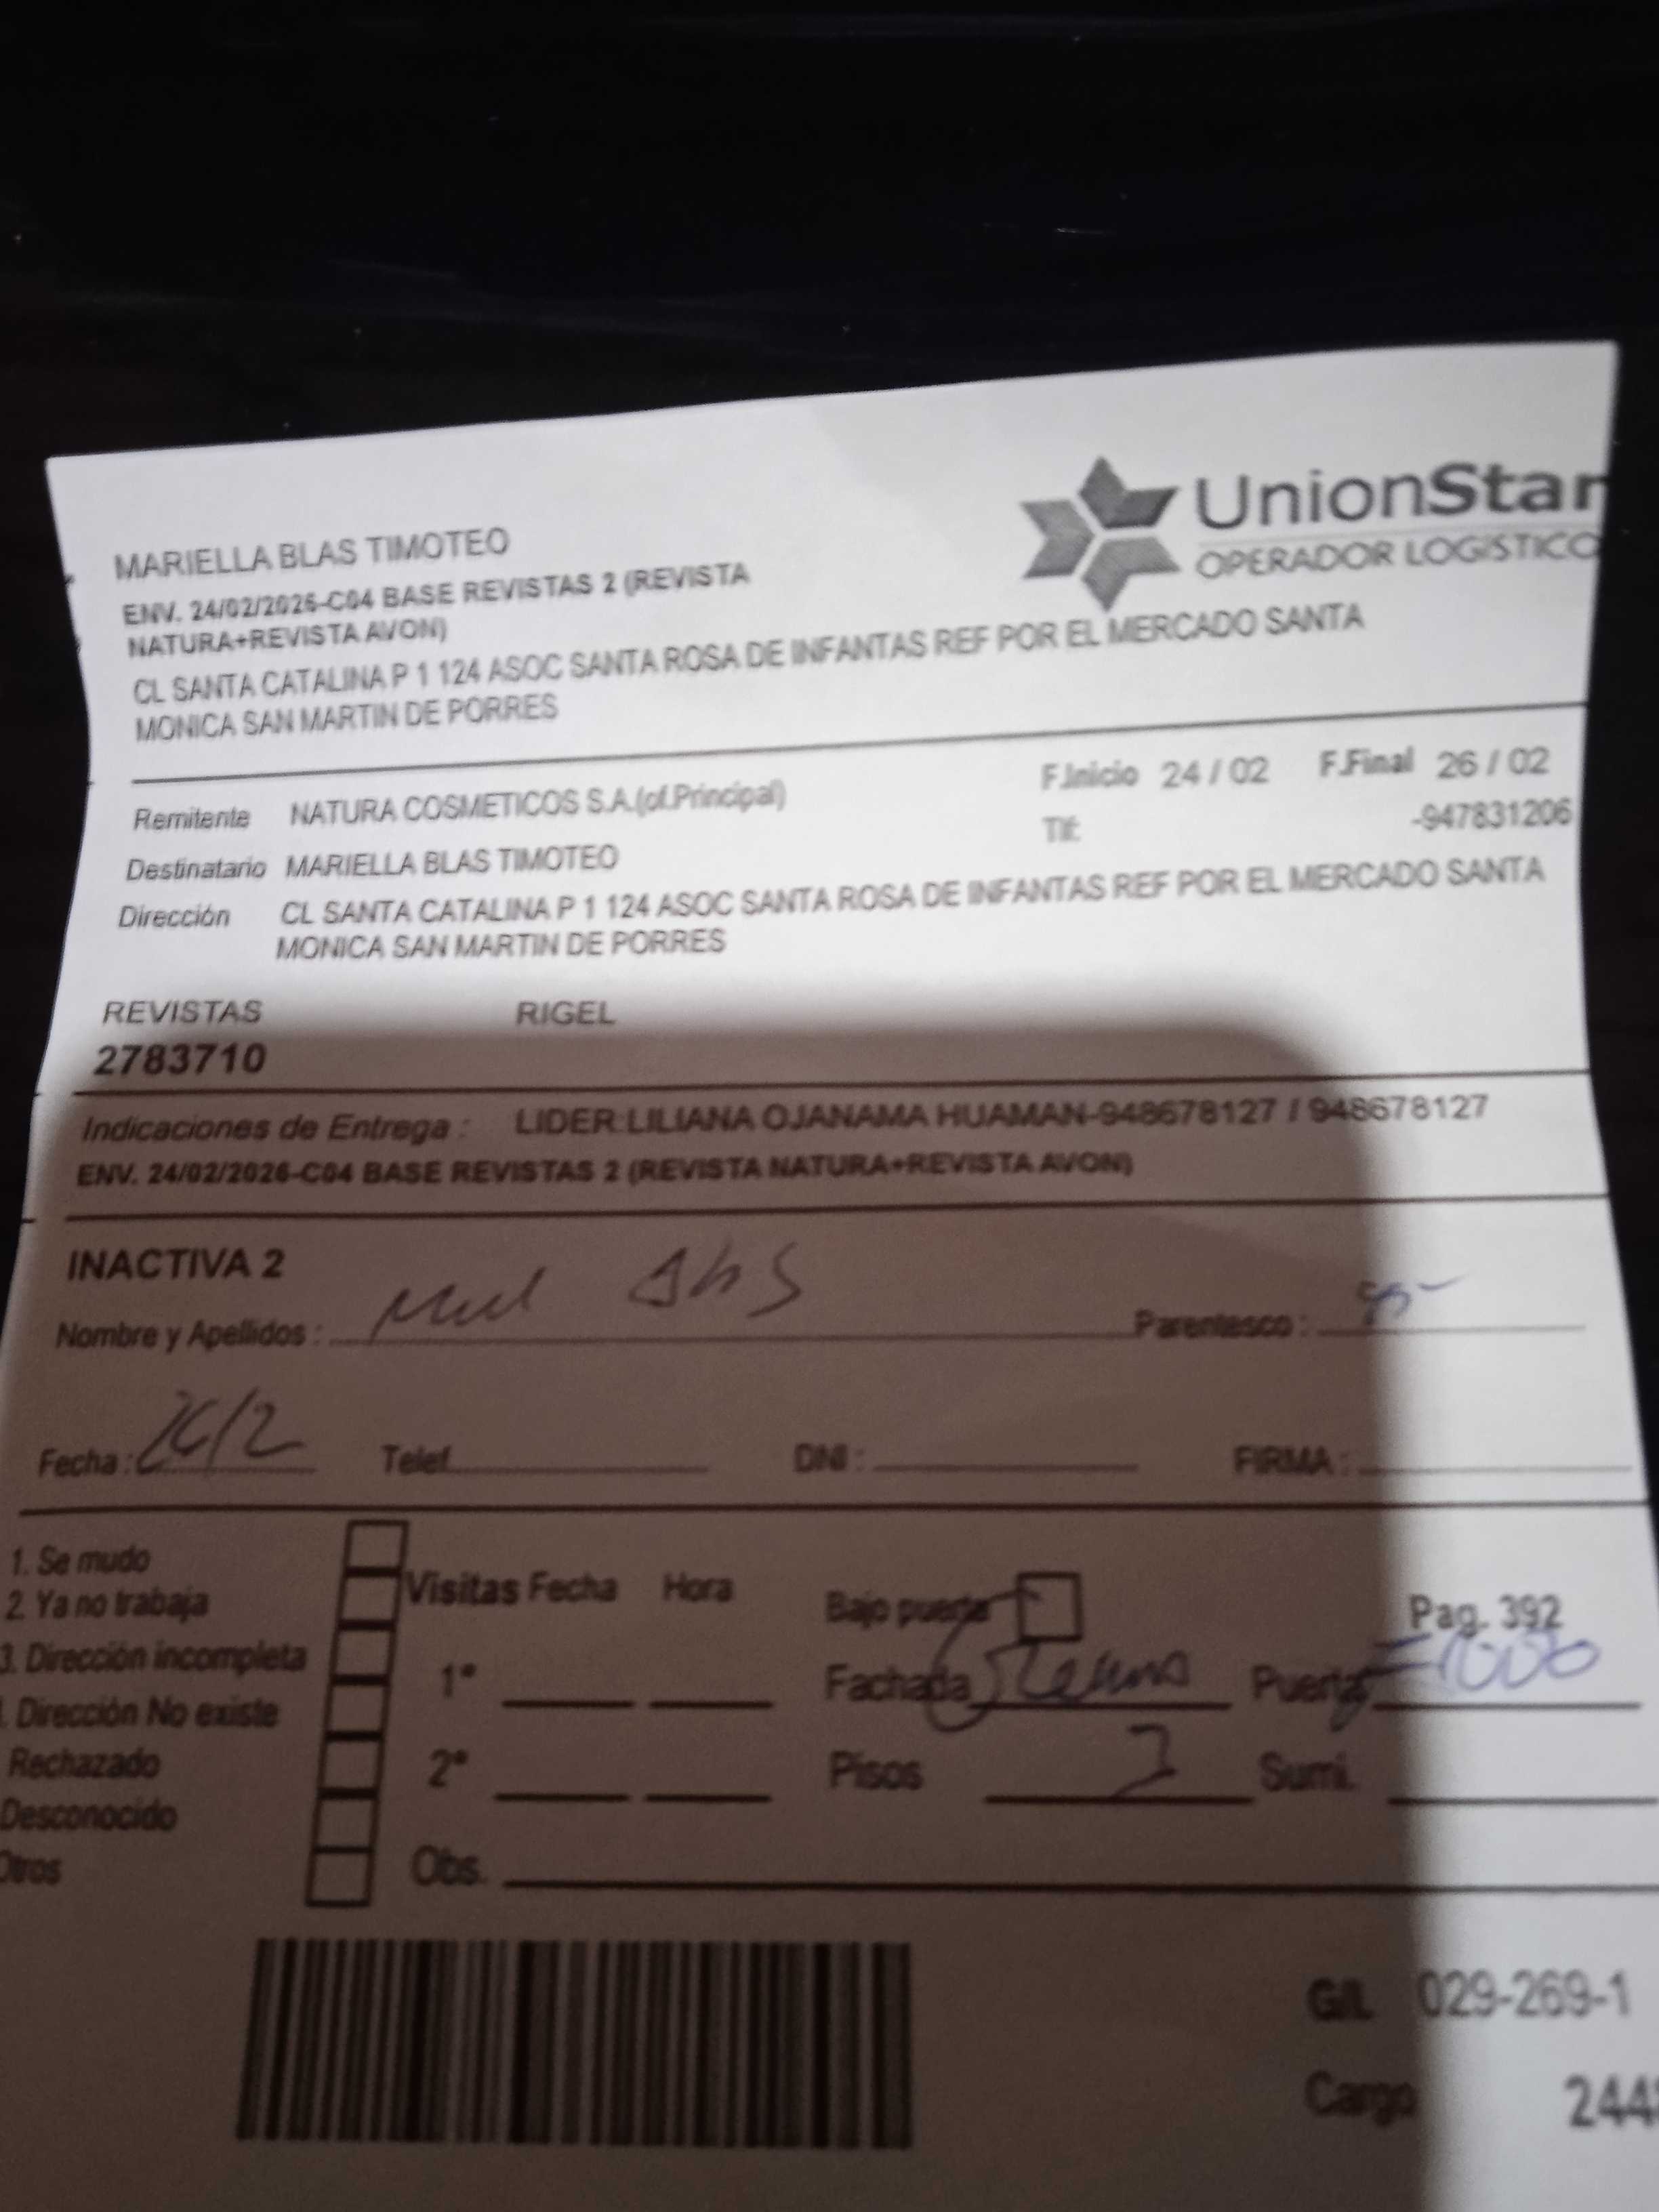 UnionStar
OPERADOR LOGISTICO
MARIELLA BLAS TIMOTEO
ENV. 24/02/2026-C04 BASE REVISTAS 2 (REVISTA
NATURA+REVISTA AVON)
CL SANTA CATALINA P 1 124 ASOC SANTA ROSA DE INFANTAS REF POR EL MERCADO SANTA
MONICA SAN MARTIN DE PORRES
F.Inicio 24 / 02 F.Final 26 / 02
Remitente NATURA COSMETICOS S.A.(of.Principal)
Tlf: -947831206
Destinatario MARIELLA BLAS TIMOTEO
Dirección CL SANTA CATALINA P 1 124 ASOC SANTA ROSA DE INFANTAS REF POR EL MERCADO SANTA
MONICA SAN MARTIN DE PORRES
REVISTAS RIGEL
2783710
Indicaciones de Entrega : LIDER:LILIANA OJANAMA HUAMAN-948678127 / 948678127
ENV. 24/02/2026-C04 BASE REVISTAS 2 (REVISTA NATURA+REVISTA AVON)
INACTIVA 2
Nombre y Apellidos : Parentesco :
Fecha : 26/2 Telef. DNI : FIRMA :
1. Se mudo
2. Ya no trabaja
3. Dirección incompleta
. Dirección No existe
Rechazado
Desconocido
Otros
Visitas Fecha Hora
1°
2°
Obs.
Bajo puerta Pag. 392
Fachada Puerta
Pisos Sumi.
G/L 029-269-1
Cargo 244